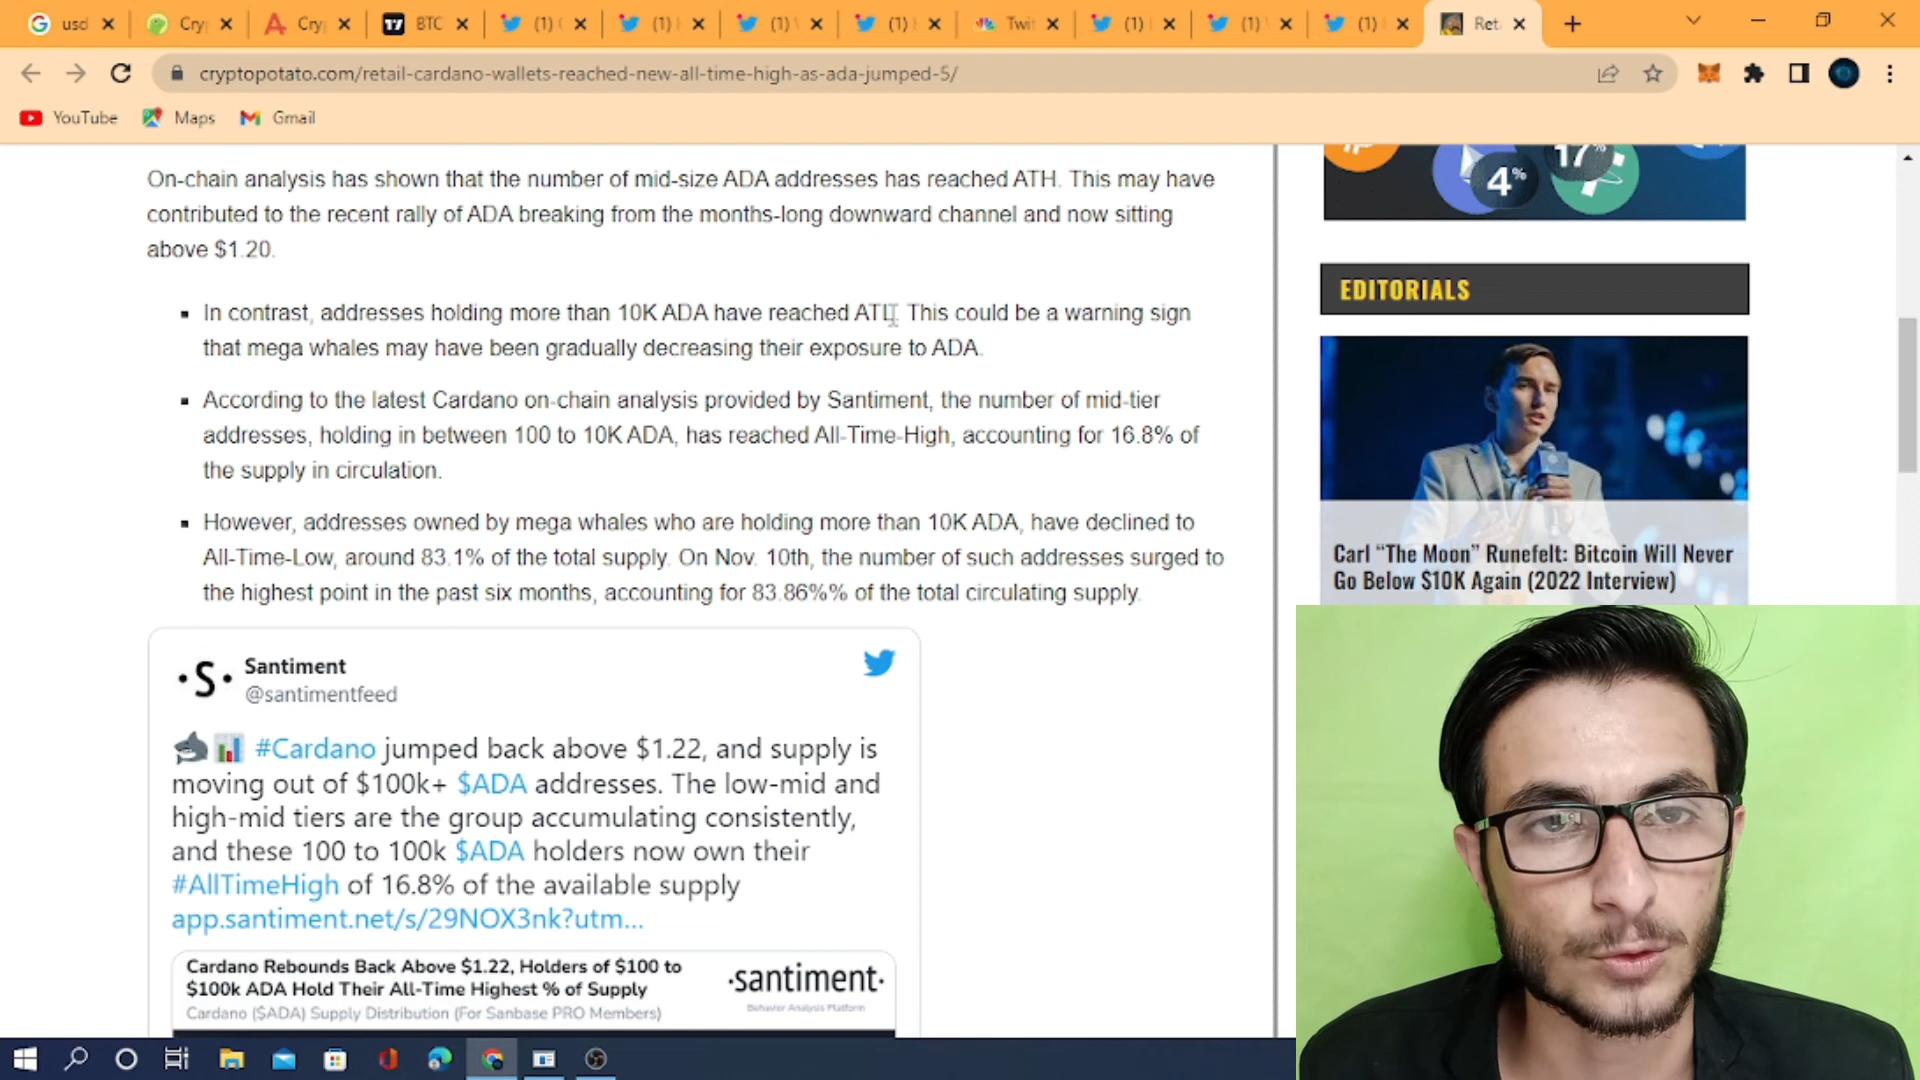 usd
Cryp
Cryp
BTC
(1)
(1)
(1)
(1)
Twit
(1)
(1)
(1)
Reta
cryptopotato.com/retail-cardano-wallets-reached-new-all-time-high-as-ada-jumped-5/
YouTube
Maps
Gmail
On-chain analysis has shown that the number of mid-size ADA addresses has reached ATH. This may have
contributed to the recent rally of ADA breaking from the months-long downward channel and now sitting
above $1.20.
In contrast, addresses holding more than 10K ADA have reached ATL. This could be a warning sign
that mega whales may have been gradually decreasing their exposure to ADA.
According to the latest Cardano on-chain analysis provided by Santiment, the number of mid-tier
addresses, holding in between 100 to 10K ADA, has reached All-Time-High, accounting for 16.8% of
the supply in circulation.
However, addresses owned by mega whales who are holding more than 10K ADA, have declined to
All-Time-Low, around 83.1% of the total supply. On Nov. 10th, the number of such addresses surged to
the highest point in the past six months, accounting for 83.86%% of the total circulating supply.
·S·
Santiment
@santimentfeed
#Cardano jumped back above $1.22, and supply is
moving out of $100k+ $ADA addresses. The low-mid and
high-mid tiers are the group accumulating consistently,
and these 100 to 100k $ADA holders now own their
#AllTimeHigh of 16.8% of the available supply
app.santiment.net/s/29NOX3nk?utm...
Cardano Rebounds Back Above $1.22, Holders of $100 to
$100k ADA Hold Their All-Time Highest % of Supply
Cardano ($ADA) Supply Distribution (For Sanbase PRO Members)
·santiment·
Behavior Analysis Platform
4%
17%
EDITORIALS
Carl “The Moon” Runefelt: Bitcoin Will Never
Go Below $10K Again (2022 Interview)